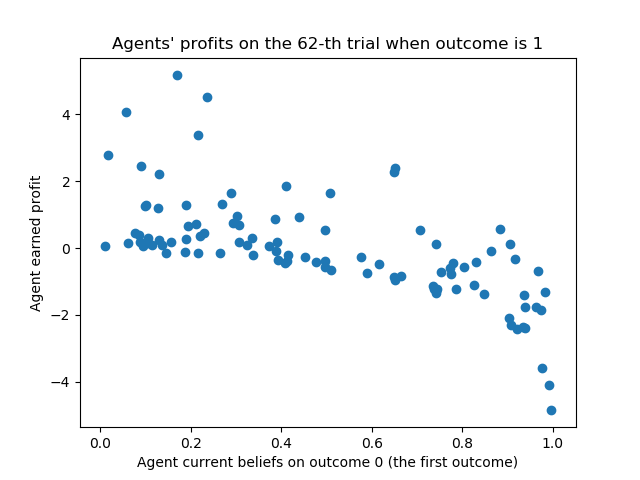 Agents' profits on the 62-th trial when outcome is 1
Agent earned profit
4
2
0
−2
−4
0.0 0.2 0.4 0.6 0.8 1.0
Agent current beliefs on outcome 0 (the first outcome)